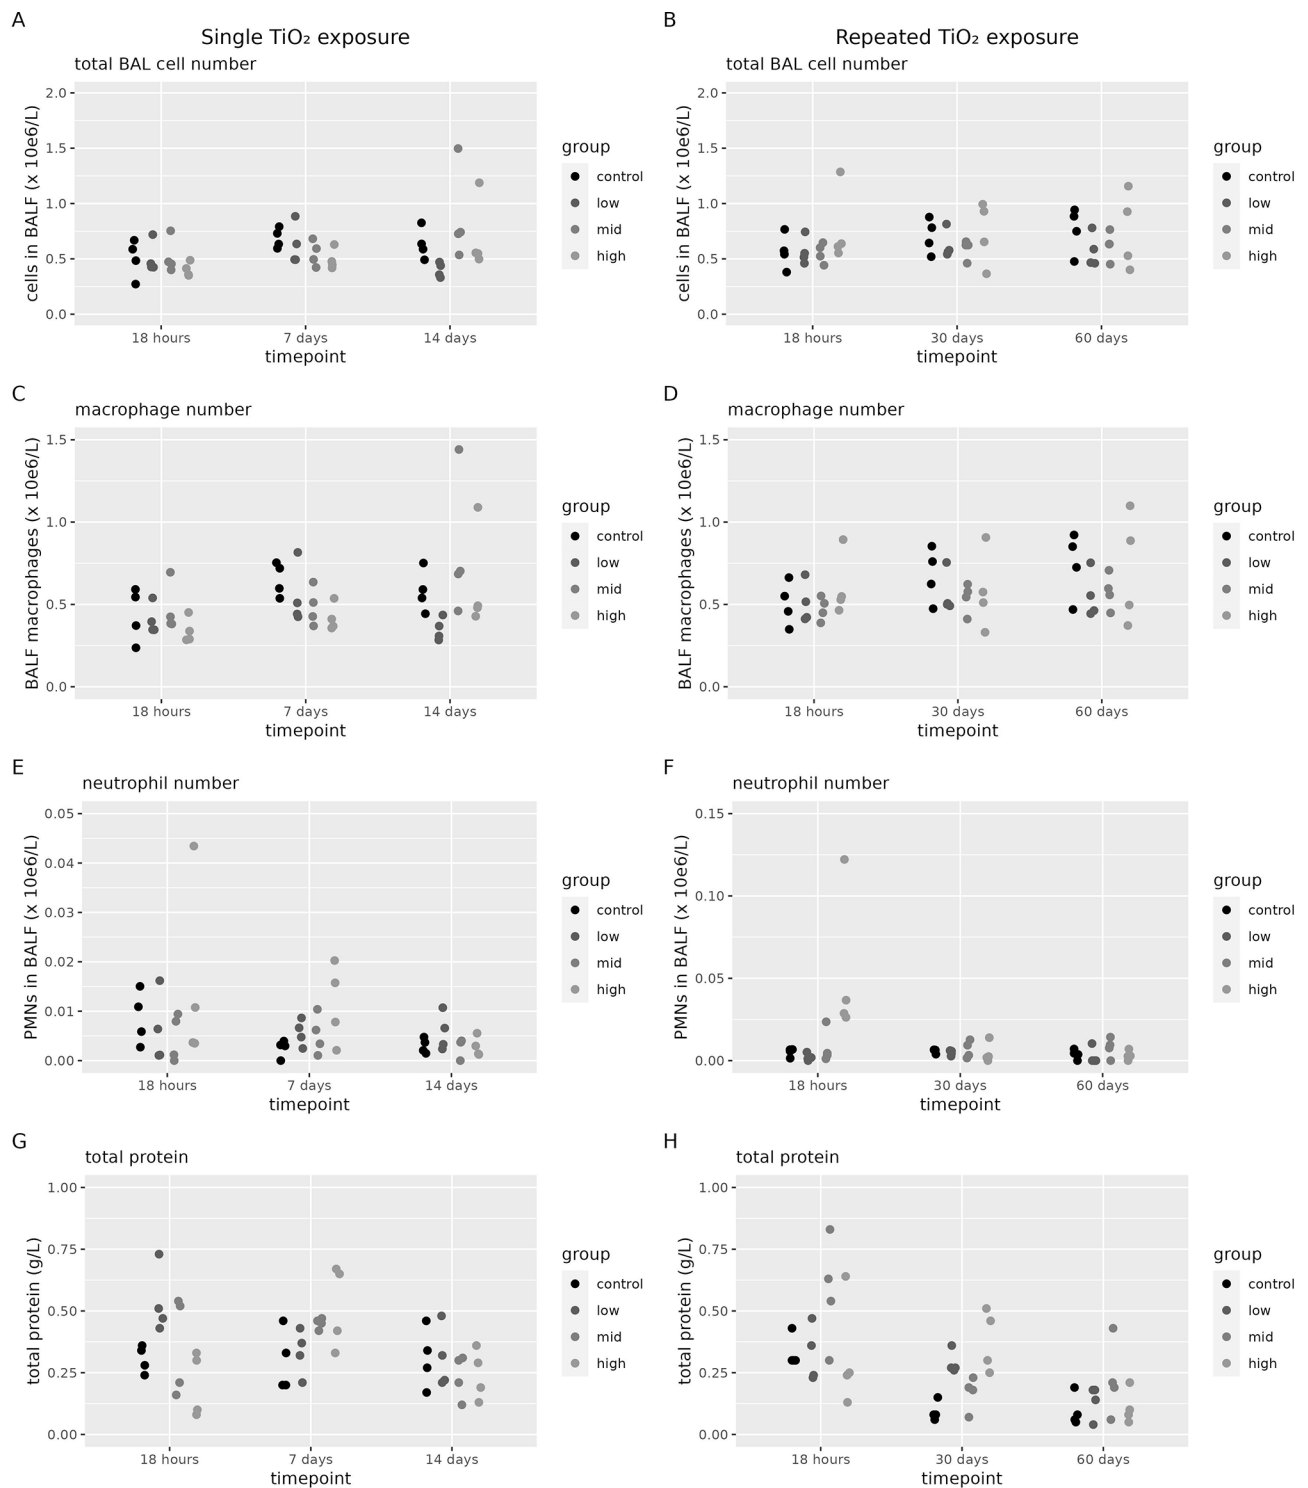 A
Single TiO₂ exposure
total BAL cell number
cells in BALF (x 10e6/L)
2.0
1.5
1.0
0.5
0.0
18 hours 7 days 14 days
timepoint
group
control
low
mid
high
B
Repeated TiO₂ exposure
total BAL cell number
cells in BALF (x 10e6/L)
2.0
1.5
1.0
0.5
0.0
18 hours 30 days 60 days
timepoint
group
control
low
mid
high
C
macrophage number
BALF macrophages (x 10e6/L)
1.5
1.0
0.5
0.0
18 hours 7 days 14 days
timepoint
group
control
low
mid
high
D
macrophage number
BALF macrophages (x 10e6/L)
1.5
1.0
0.5
0.0
18 hours 30 days 60 days
timepoint
group
control
low
mid
high
E
neutrophil number
PMNs in BALF (x 10e6/L)
0.05
0.04
0.03
0.02
0.01
0.00
18 hours 7 days 14 days
timepoint
group
control
low
mid
high
F
neutrophil number
PMNs in BALF (x 10e6/L)
0.15
0.10
0.05
0.00
18 hours 30 days 60 days
timepoint
group
control
low
mid
high
G
total protein
total protein (g/L)
1.00
0.75
0.50
0.25
0.00
18 hours 7 days 14 days
timepoint
group
control
low
mid
high
H
total protein
total protein (g/L)
1.00
0.75
0.50
0.25
0.00
18 hours 30 days 60 days
timepoint
group
control
low
mid
high